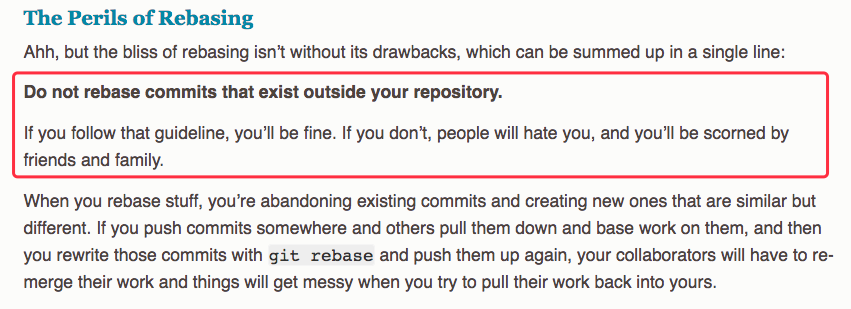 The Perils of Rebasing
Ahh, but the bliss of rebasing isn’t without its drawbacks, which can be summed up in a single line:
Do not rebase commits that exist outside your repository.
If you follow that guideline, you’ll be fine. If you don’t, people will hate you, and you’ll be scorned by
friends and family.
When you rebase stuff, you’re abandoning existing commits and creating new ones that are similar but
different. If you push commits somewhere and others pull them down and base work on them, and then
you rewrite those commits with git rebase and push them up again, your collaborators will have to re-
merge their work and things will get messy when you try to pull their work back into yours.